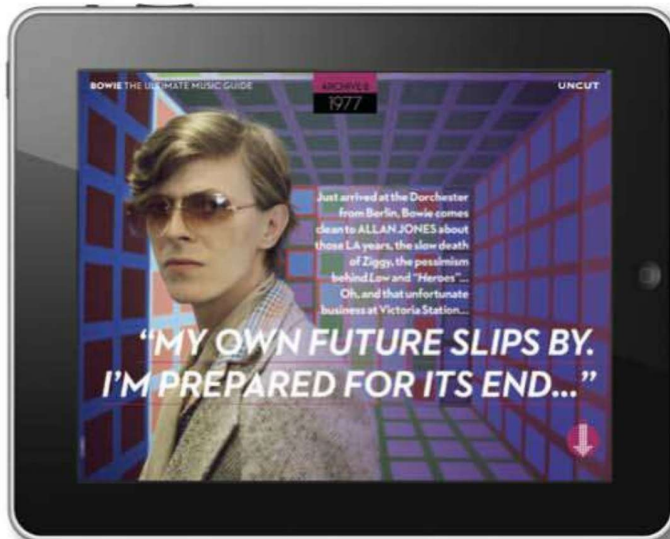 BOWIE THE ULTIMATE MUSIC GUIDE
ARCHIVE
1977
UNCUT
Just arrived at the Dorchester
from Berlin, Bowie comes
clean to ALLAN JONES about
those LA years, the slow death
of Ziggy, the pessimism
behind Low and “Heroes”...
Oh, and that unfortunate
business at Victoria Station...
“MY OWN FUTURE SLIPS BY.
I’M PREPARED FOR ITS END...”